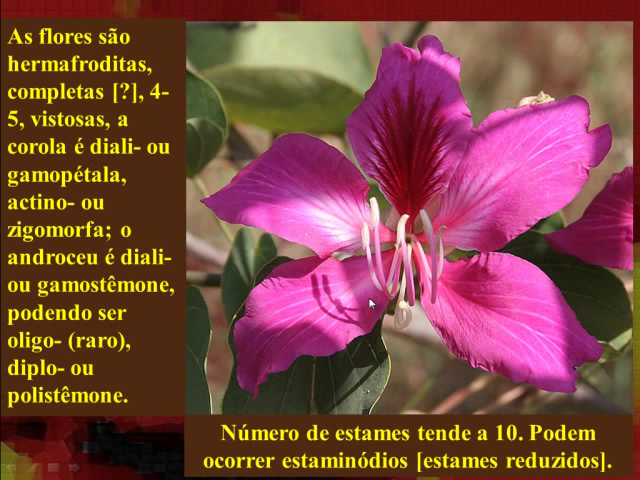 As flores são
hermafroditas,
completas [?], 4-
5, vistosas, a
corola é diali- ou
gamopétala,
actino- ou
zigomorfa; o
androceu é diali-
ou gamostêmone,
podendo ser
oligo- (raro),
diplo- ou
polistêmone.
Número de estames tende a 10. Podem
ocorrer estaminódios [estames reduzidos].